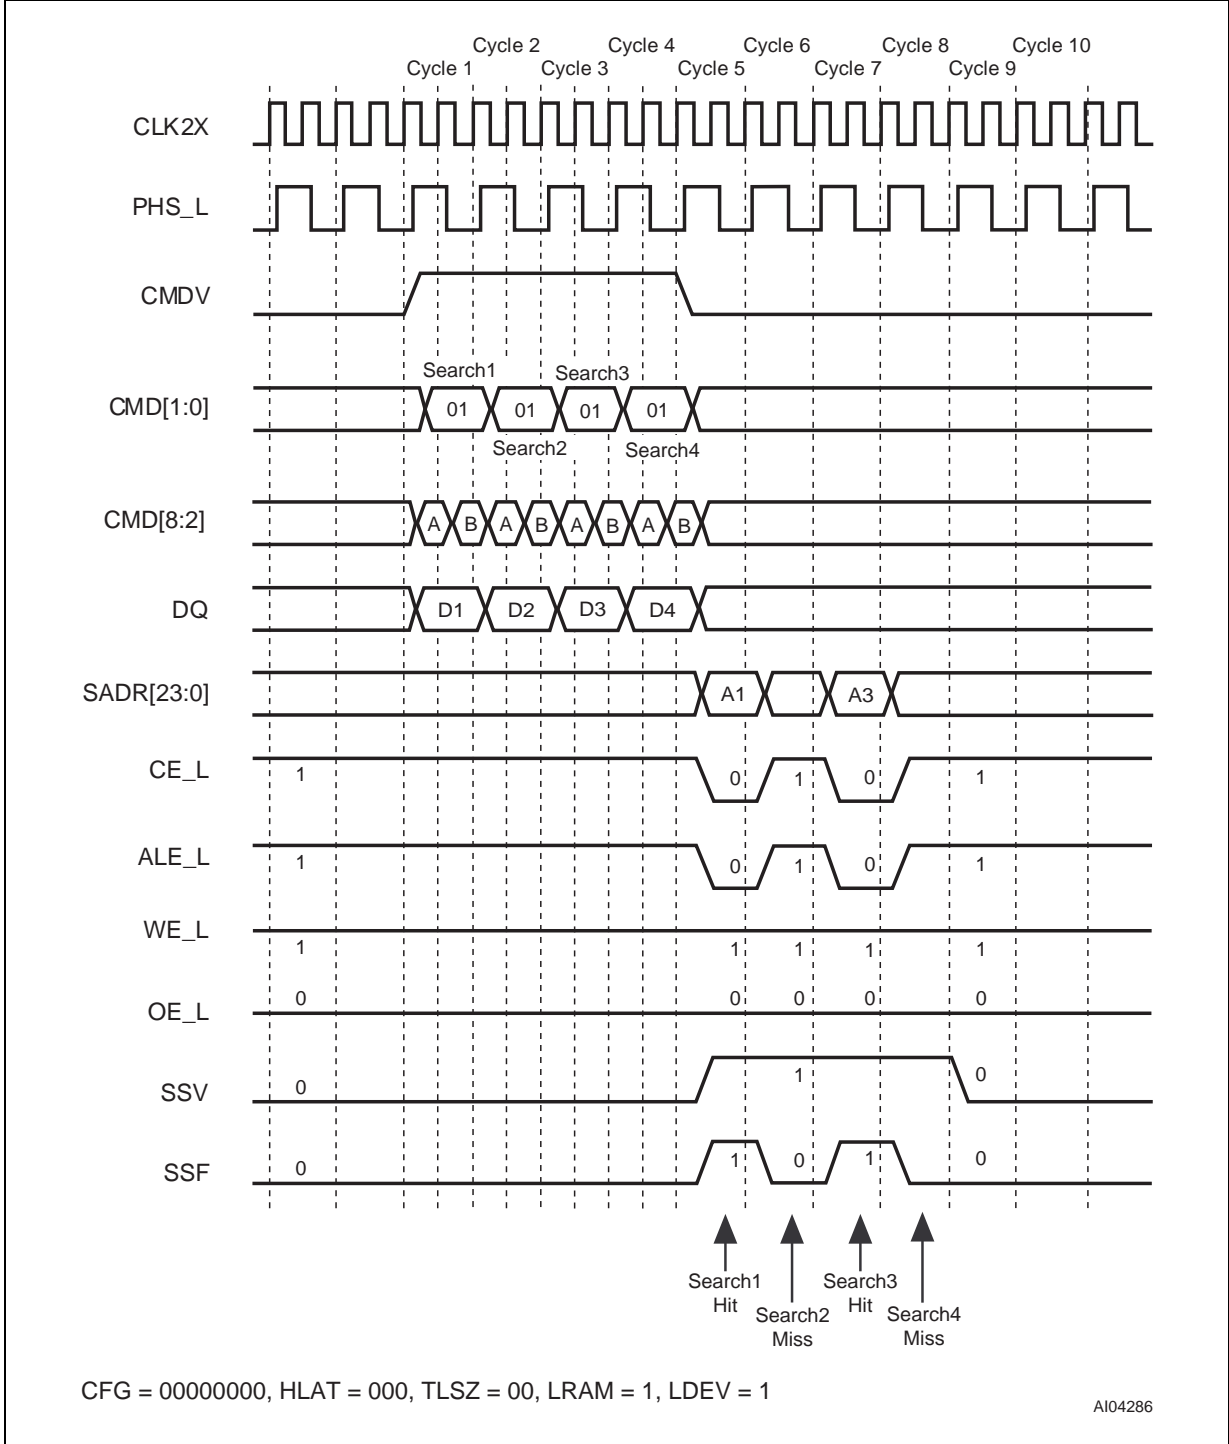 Cycle 2 Cycle 4 Cycle 6 Cycle 8 Cycle 10
Cycle 1 Cycle 3 Cycle 5 Cycle 7 Cycle 9
CLK2X
PHS_L
CMDV
Search1 Search3
CMD[1:0] 01 01 01 01
Search2 Search4
CMD[8:2] A B A B A B A B
DQ D1 D2 D3 D4
SADR[23:0] A1 A3
CE_L 1 0 1 0 1
ALE_L 1 0 1 0 1
WE_L 1 1 1 1 1
OE_L 0 0 0 0 0
SSV 0 1 0
SSF 0 1 0 1 0
Search1 Hit Search3 Hit
Search2 Miss Search4 Miss
CFG = 00000000, HLAT = 000, TLSZ = 00, LRAM = 1, LDEV = 1
AI04286